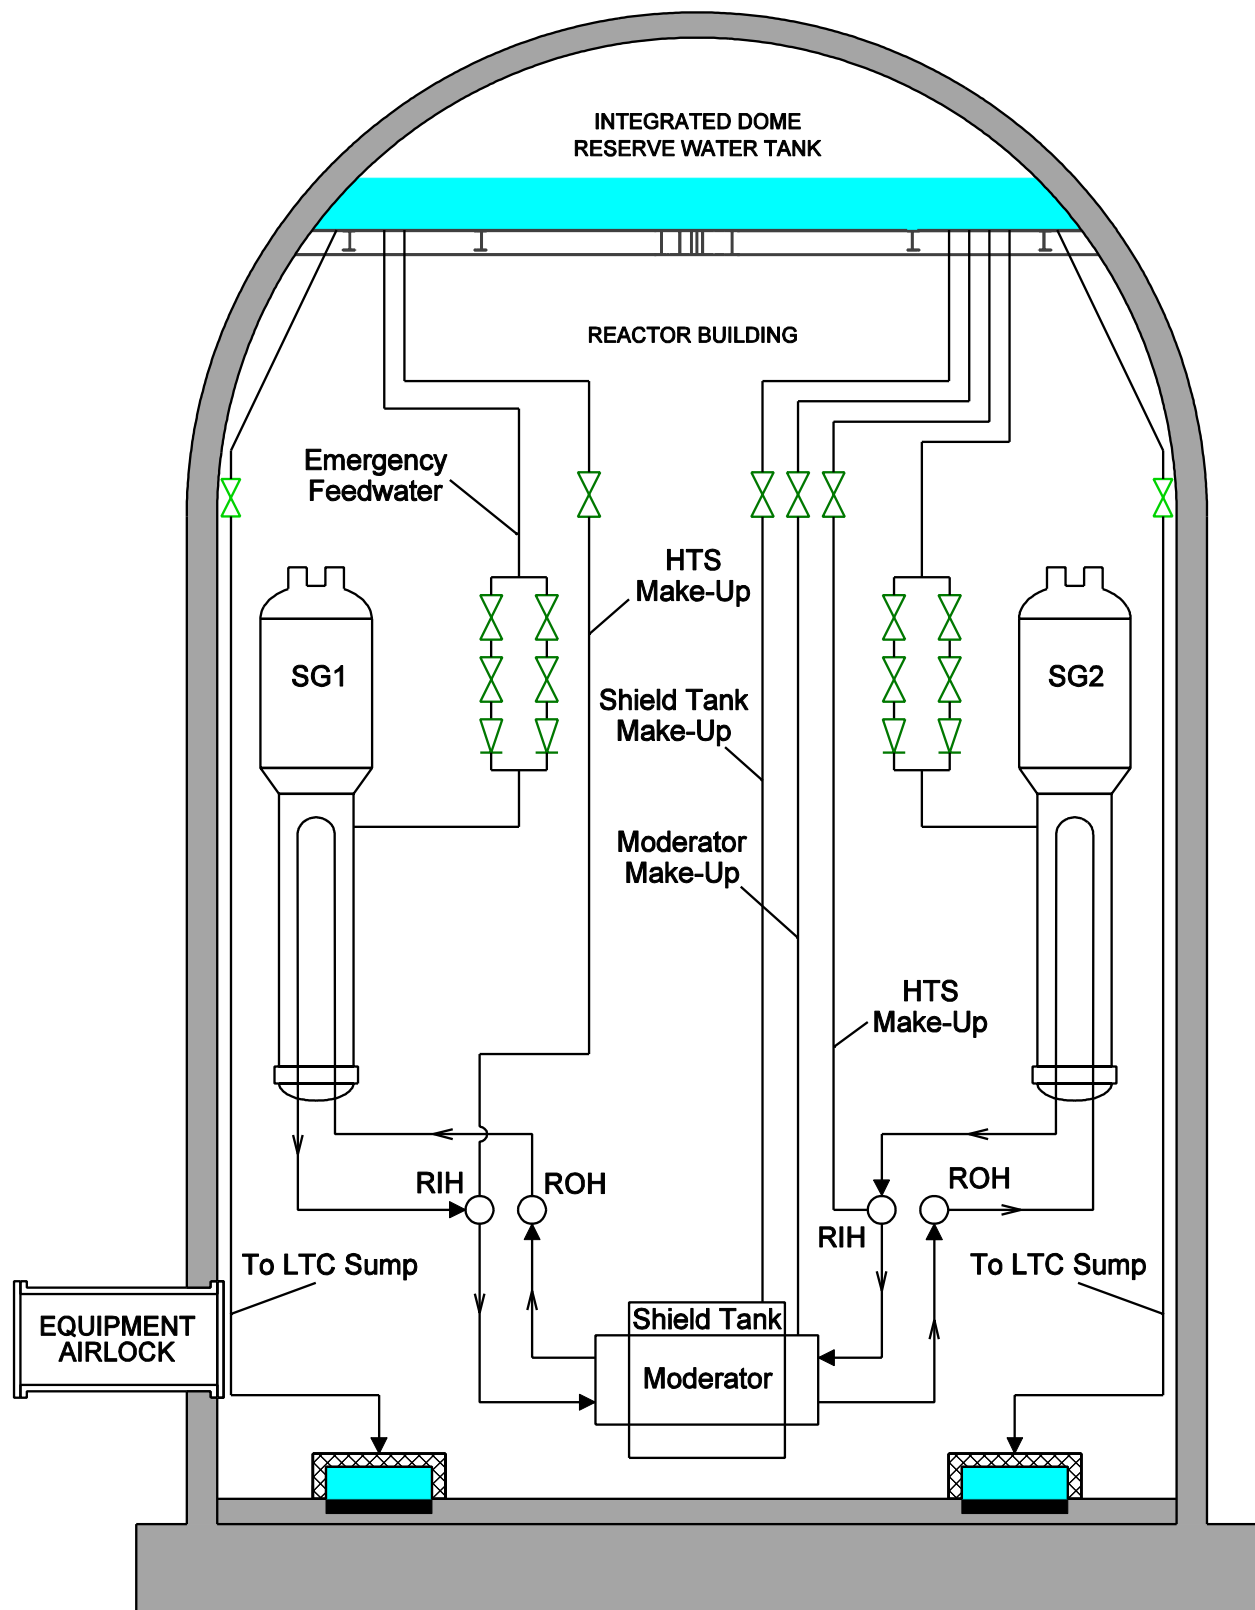 INTEGRATED DOME
RESERVE WATER TANK
REACTOR BUILDING
Emergency
Feedwater
HTS
Make-Up
SG1
SG2
Shield Tank
Make-Up
Moderator
Make-Up
HTS
Make-Up
RIH
ROH
ROH
RIH
To LTC Sump
To LTC Sump
EQUIPMENT
AIRLOCK
Shield Tank
Moderator